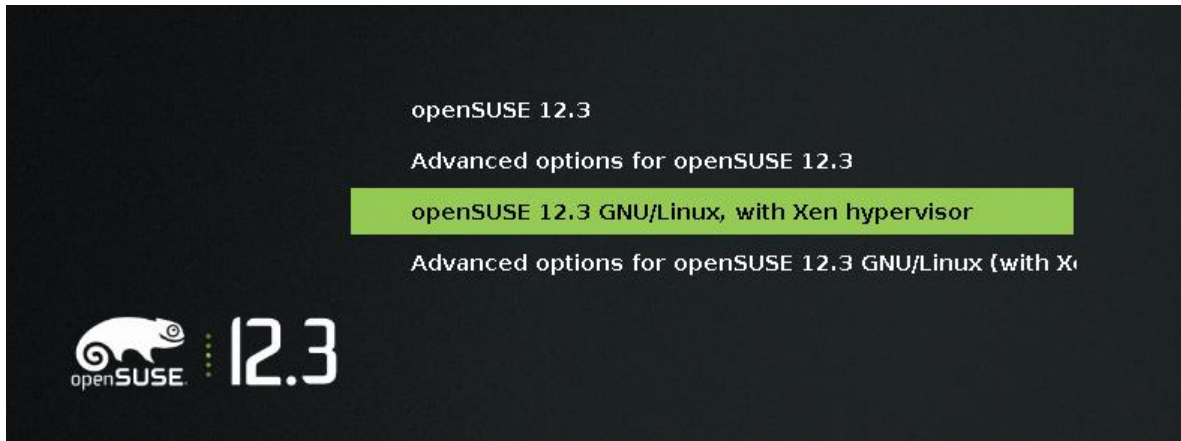 openSUSE 12.3
Advanced options for openSUSE 12.3
openSUSE 12.3 GNU/Linux, with Xen hypervisor
Advanced options for openSUSE 12.3 GNU/Linux (with X
openSUSE
12.3